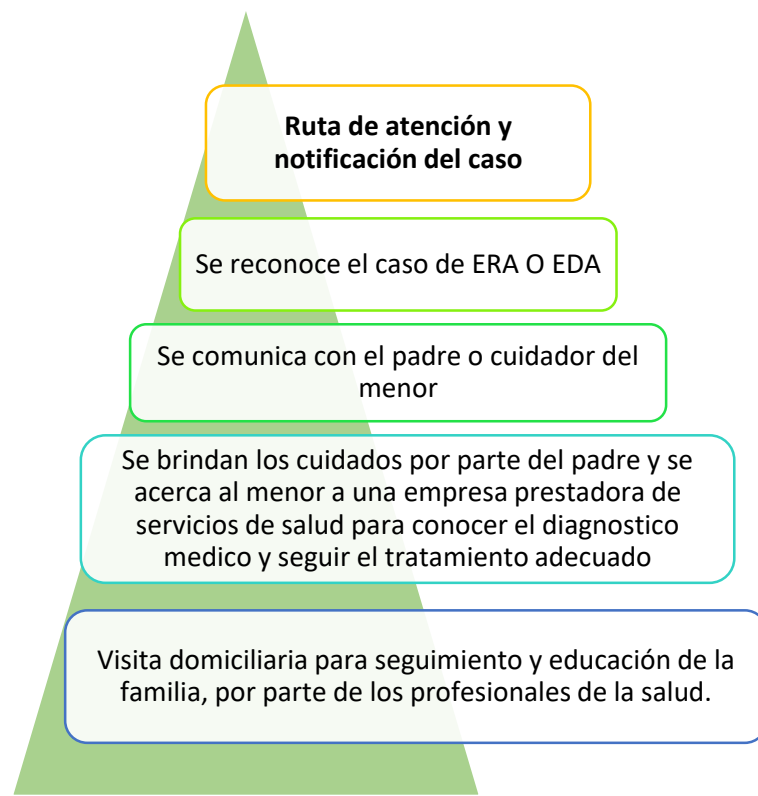 Ruta de atención y
notificación del caso
Se reconoce el caso de ERA O EDA
Se comunica con el padre o cuidador del
menor
Se brindan los cuidados por parte del padre y se
acerca al menor a una empresa prestadora de
servicios de salud para conocer el diagnostico
medico y seguir el tratamiento adecuado
Visita domiciliaria para seguimiento y educación de la
familia, por parte de los profesionales de la salud.